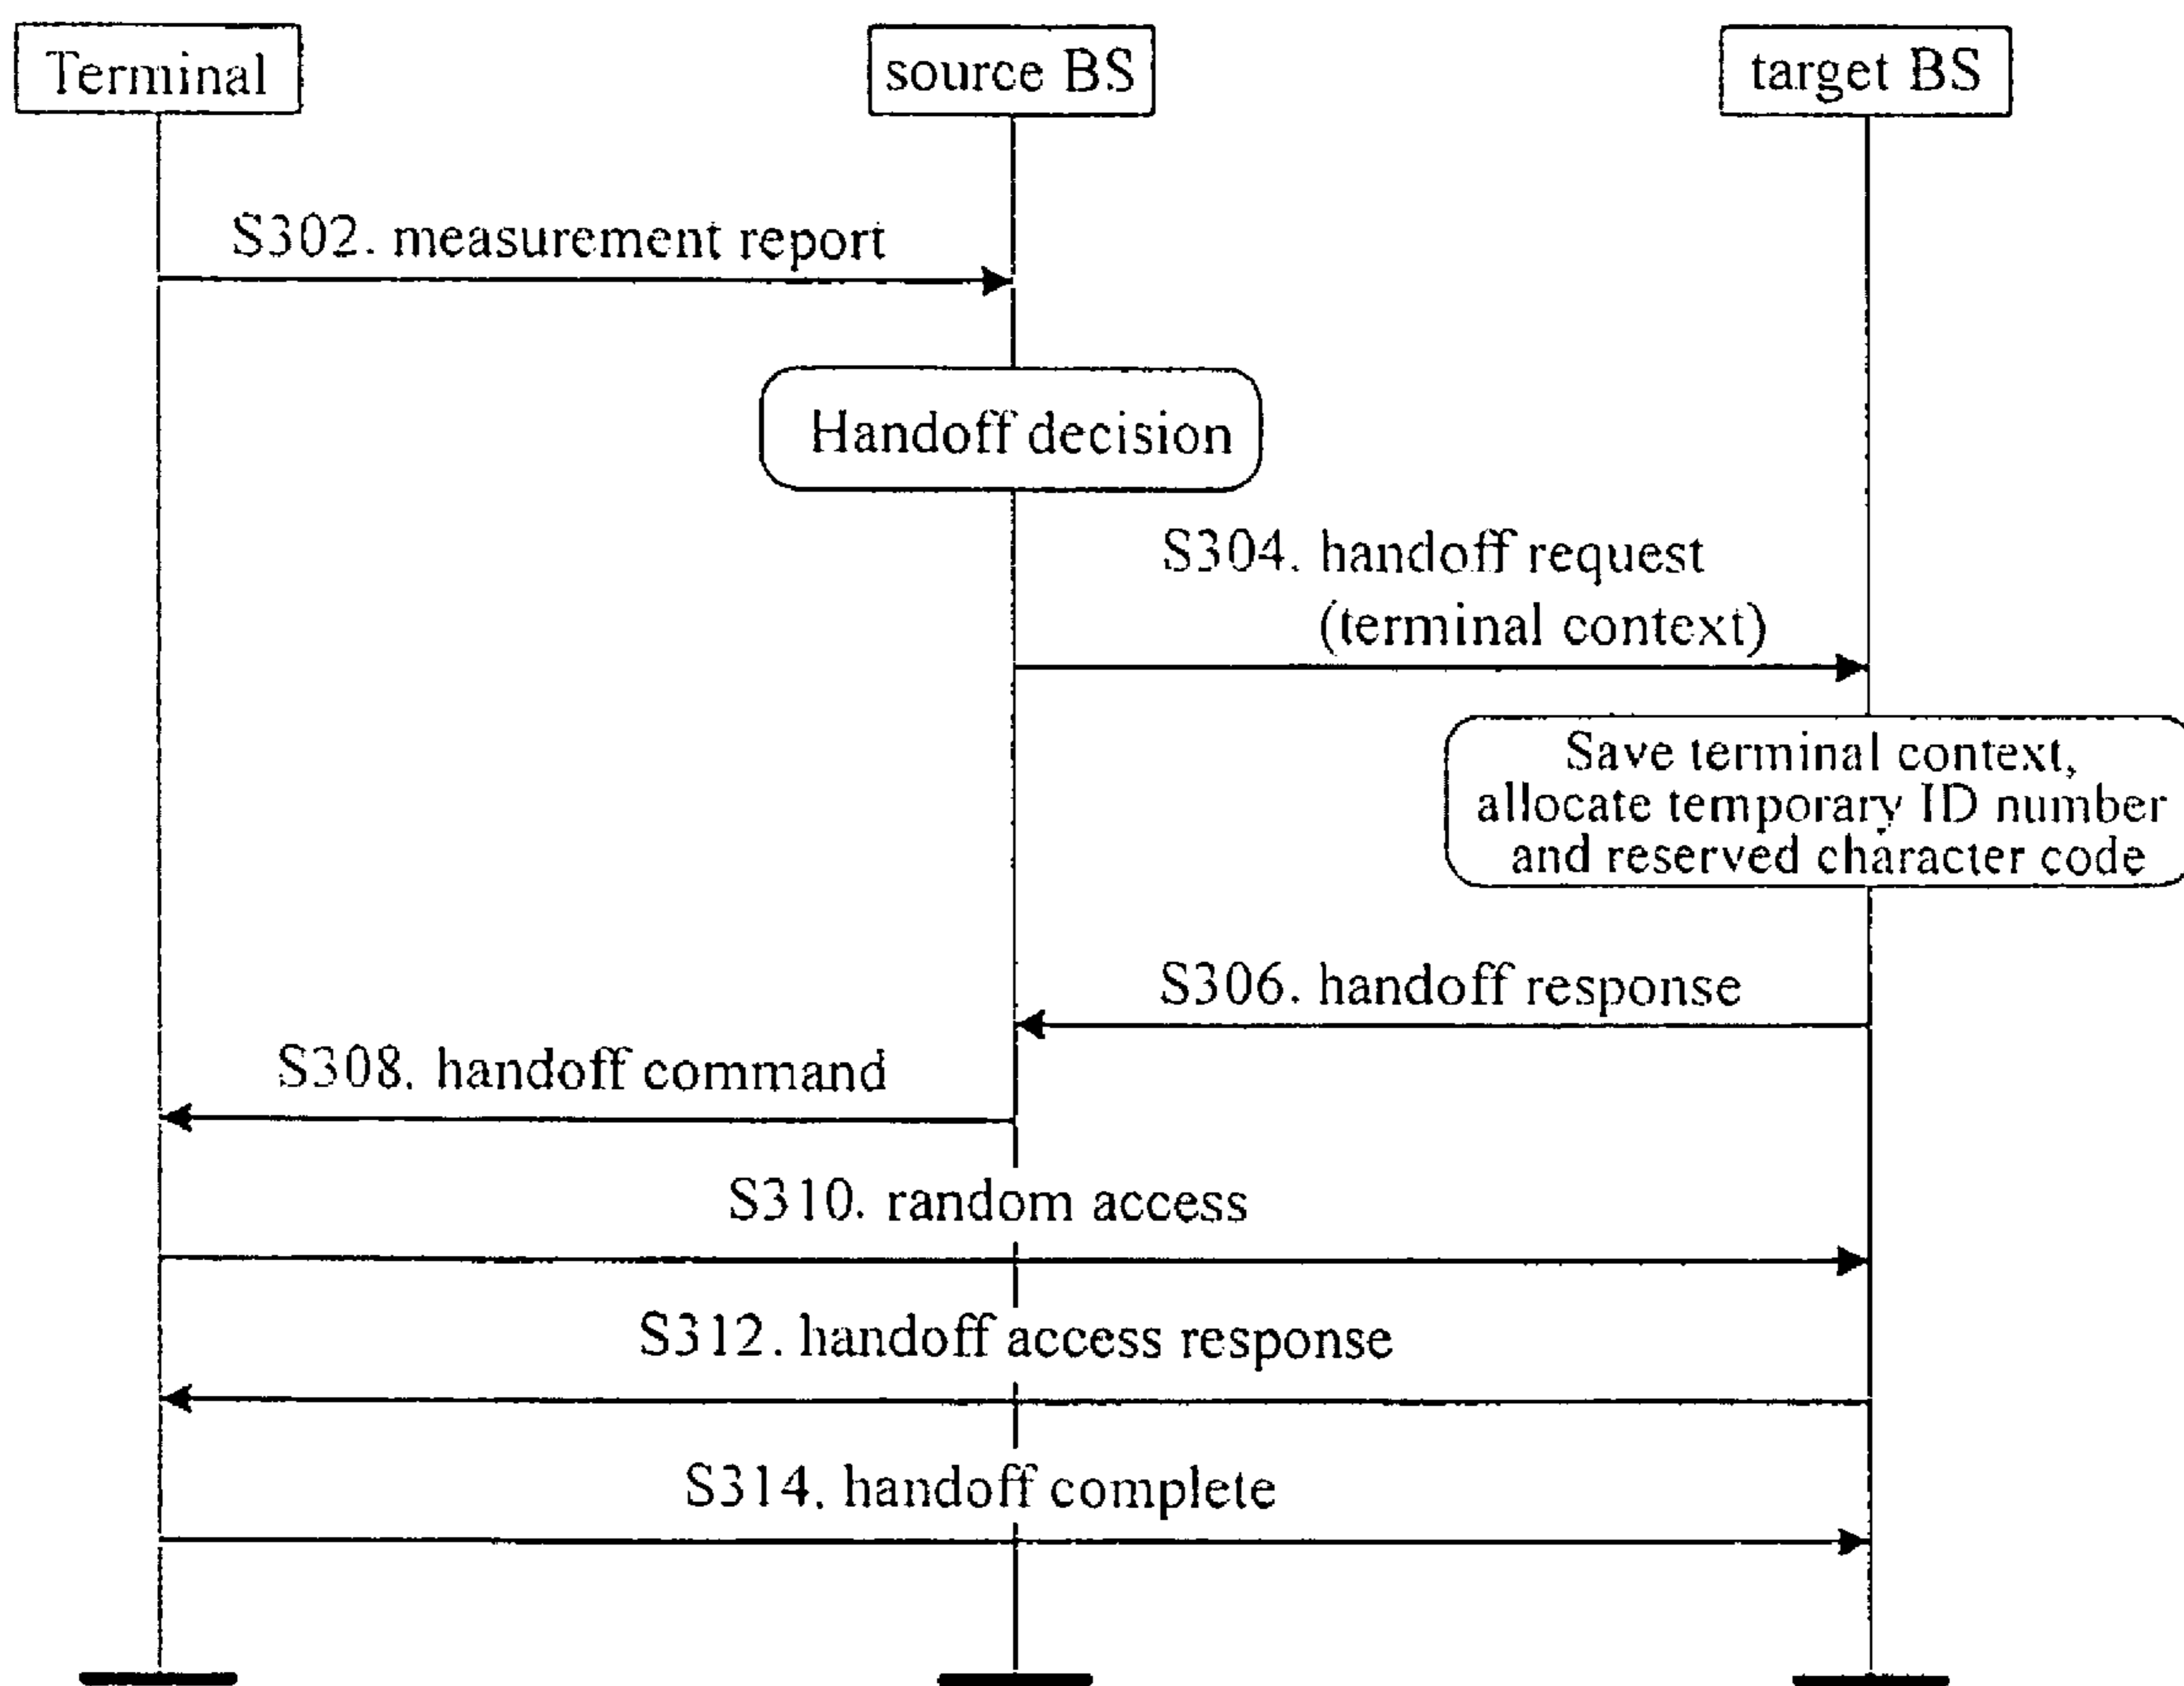 Terminal
source BS
target BS
S302. measurement report
Handoff decision
S304. handoff request
(terminal context)
Save terminal context,
allocate temporary ID number
and reserved character code
S306. handoff response
S308. handoff command
S310. random access
S312. handoff access response
S314. handoff complete